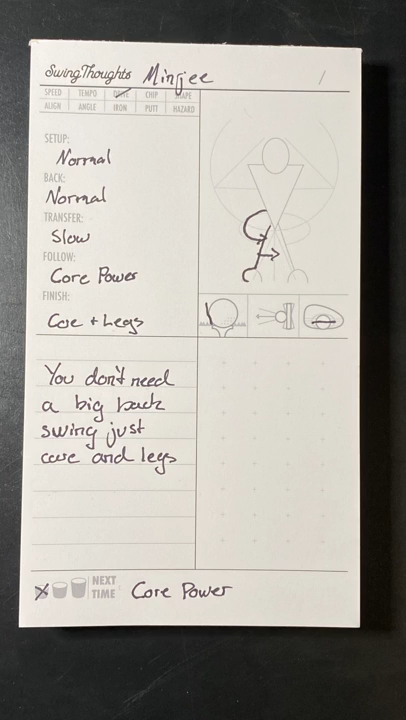 SwingThoughts Minjee /
SPEED TEMPO DRIVE CHIP SHAPE
ALIGN ANGLE IRON PUTT HAZARD
SETUP:
Normal
BACK:
Normal
TRANSFER:
Slow
FOLLOW:
Core Power
FINISH:
Core + Legs
You don't need
a big back
swing just
core and legs
NEXT
TIME: Core Power